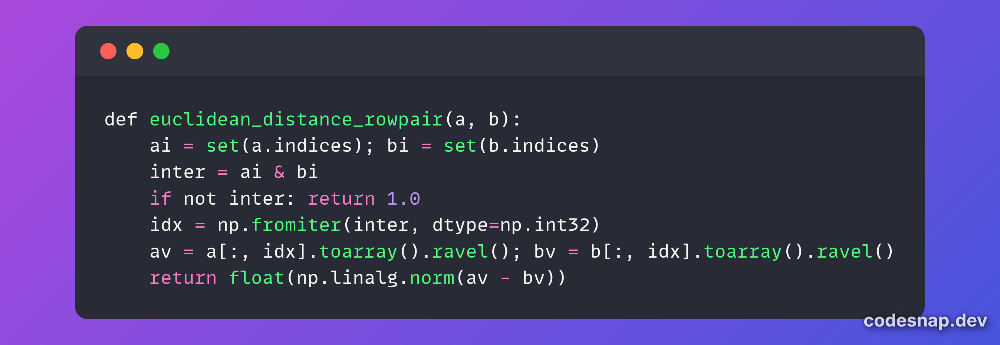 def euclidean_distance_rowpair(a, b):
    ai = set(a.indices); bi = set(b.indices)
    inter = ai & bi
    if not inter: return 1.0
    idx = np.fromiter(inter, dtype=np.int32)
    av = a[:, idx].toarray().ravel(); bv = b[:, idx].toarray().ravel()
    return float(np.linalg.norm(av - bv))
codesnap.dev